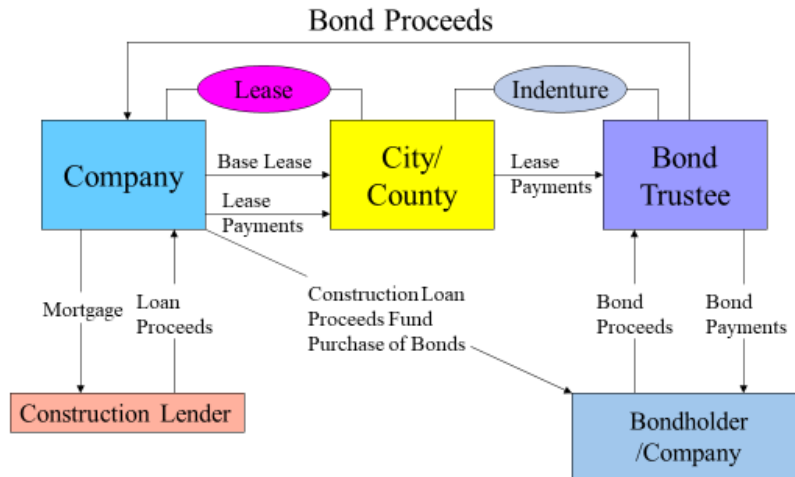 Bond Proceeds
Lease
Indenture
Company
Base Lease
Lease
Payments
City/
County
Lease
Payments
Bond
Trustee
Mortgage
Loan
Proceeds
Construction Loan
Proceeds Fund
Purchase of Bonds
Bond
Proceeds
Bond
Payments
Construction Lender
Bondholder
/Company